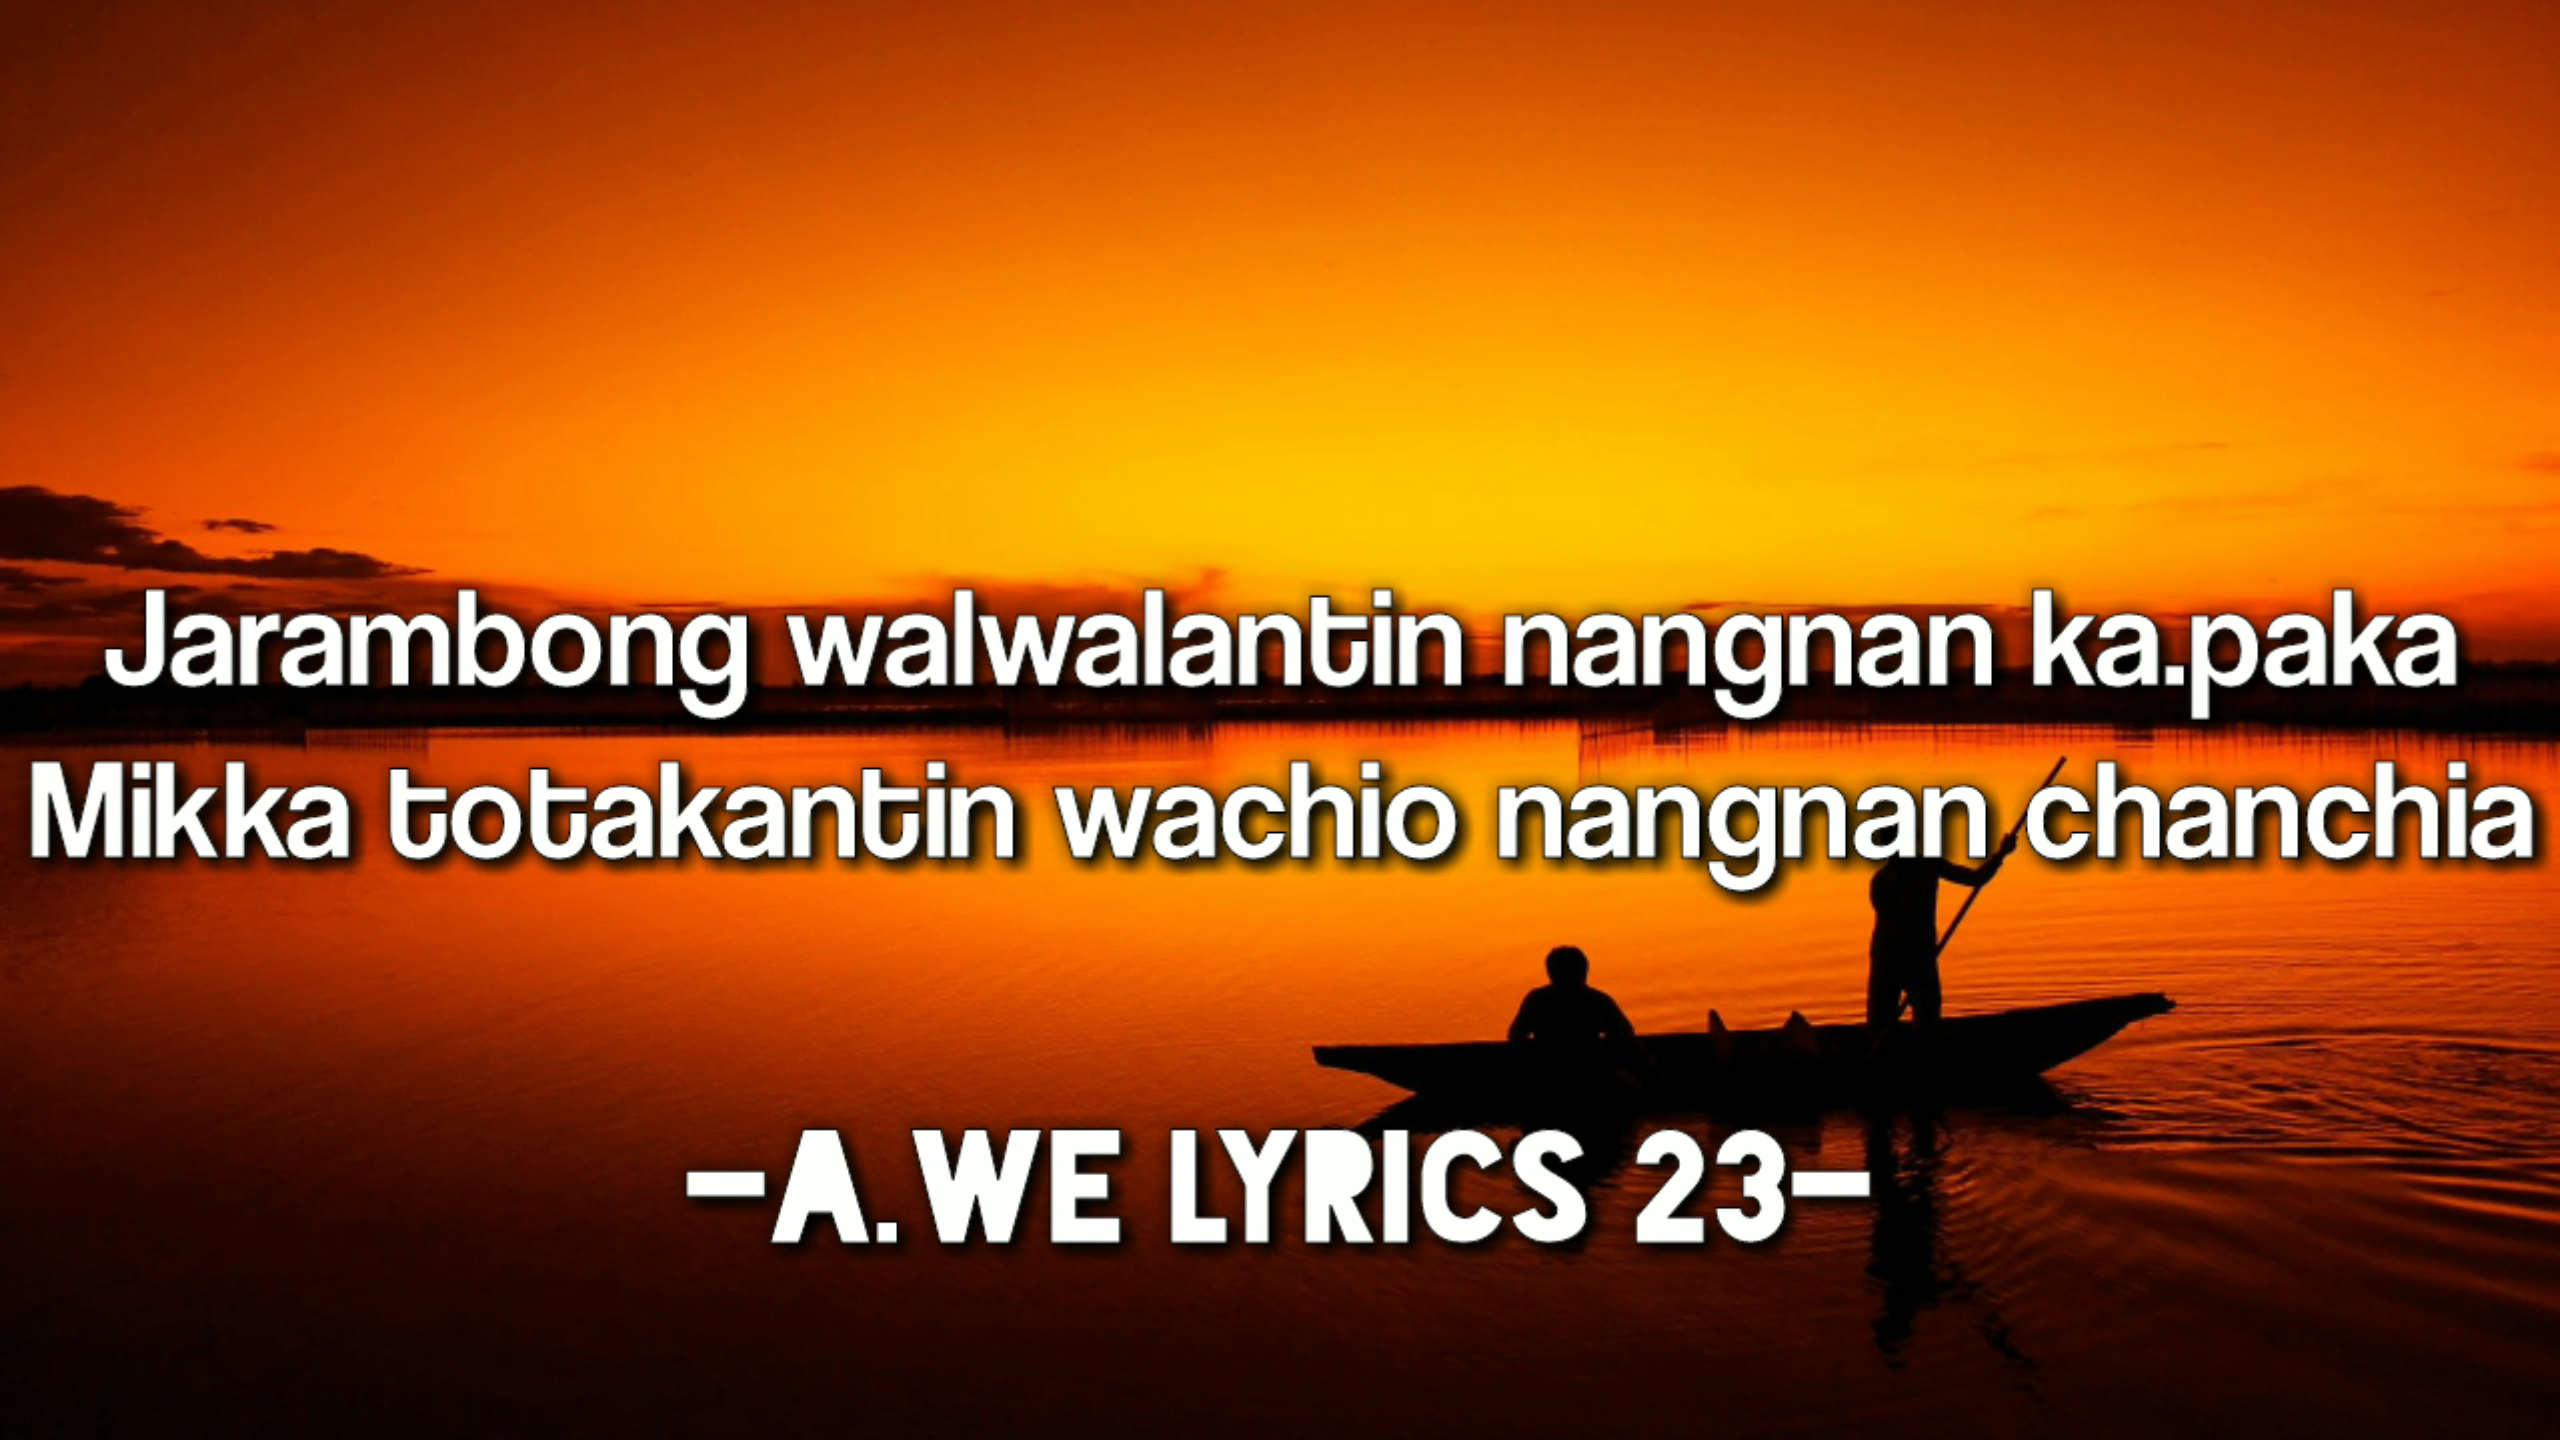 Jarambong walwalantin nangnan ka.paka
Mikka totakantin wachio nangnan chanchia
-A.WE LYRICS 23-